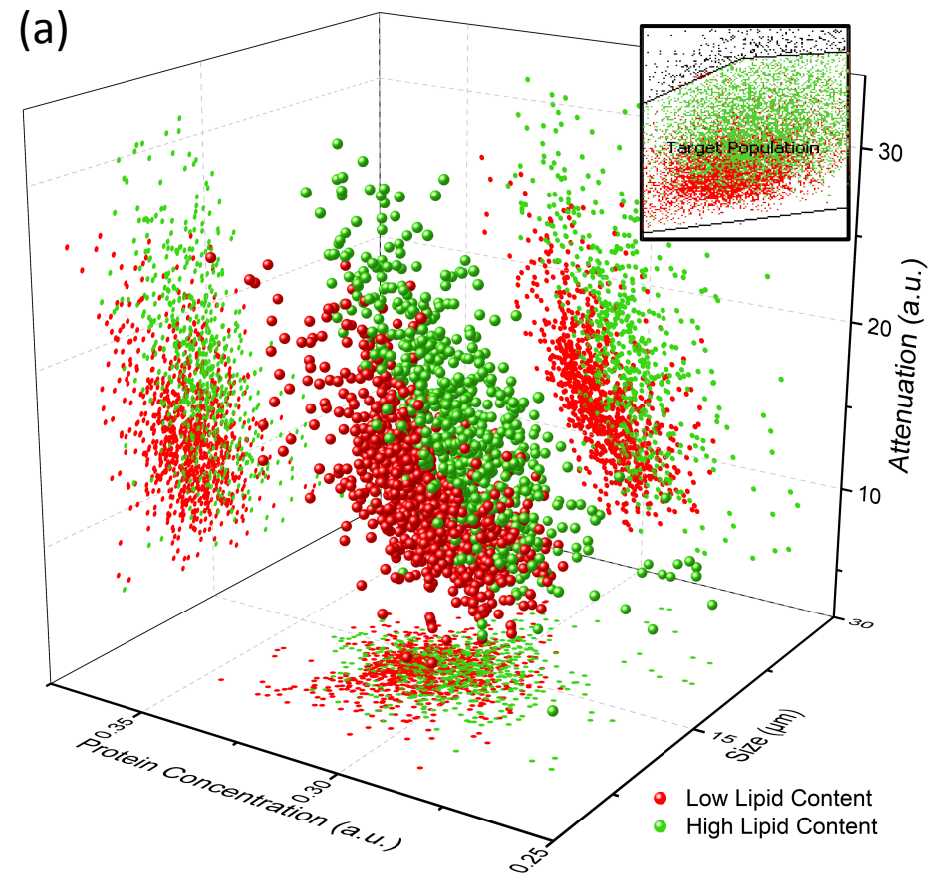 (a)
Target Populatioin
30
20
10
Attenuation (a.u.)
30
15
Size (µm)
0.35
0.30
0.25
Protein Concentration (a.u.)
Low Lipid Content
High Lipid Content